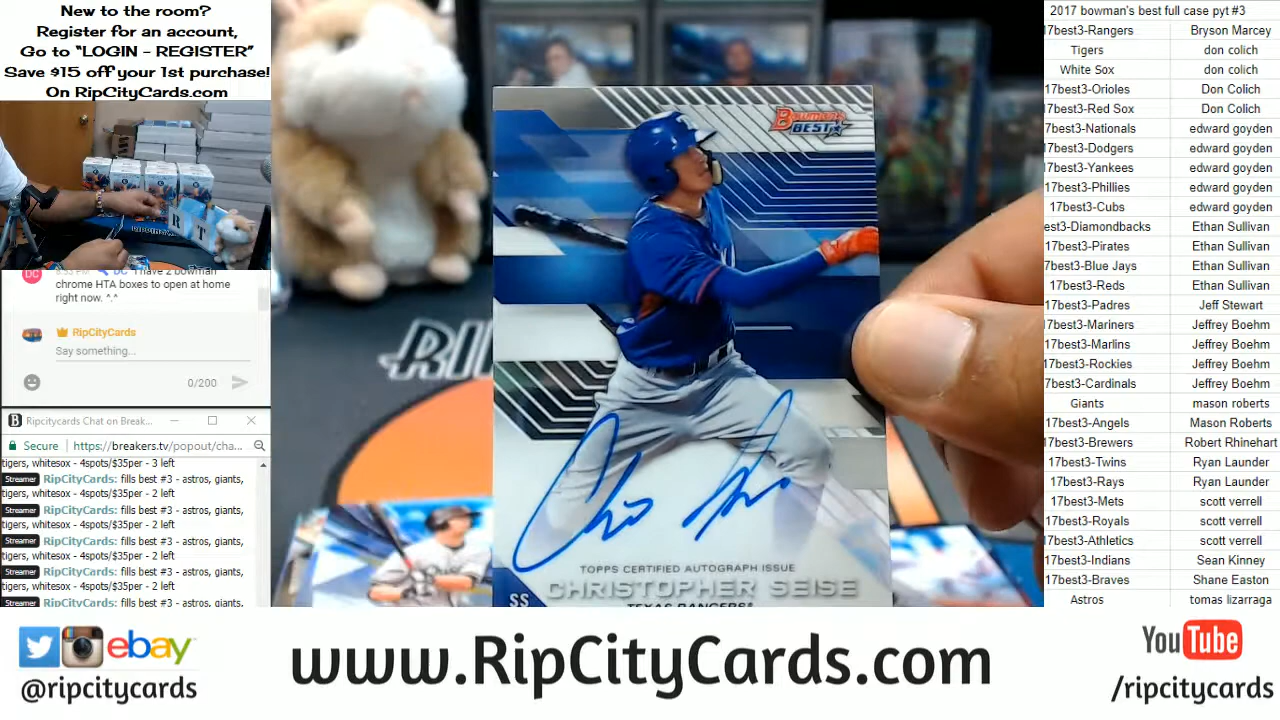 New to the room?
Register for an account,
Go to “LOGIN - REGISTER”
Save $15 off your 1st purchase!
On RipCityCards.com
DC I have 2 bowman
chrome HTA boxes to open at home
right now. ^.^
RipCityCards
Say something...
0/200
Ripcitycards Chat on Break...
Secure https://breakers.tv/popout/cha...
tigers, whitesox - 4spots/$35per - 3 left
Streamer RipCityCards: fills best #3 - astros, giants,
tigers, whitesox - 4spots/$35per - 2 left
Streamer RipCityCards: fills best #3 - astros, giants,
tigers, whitesox - 4spots/$35per - 2 left
Streamer RipCityCards: fills best #3 - astros, giants,
tigers, whitesox - 4spots/$35per - 2 left
Streamer RipCityCards: fills best #3 - astros, giants,
tigers, whitesox - 4spots/$35per - 2 left
Streamer RipCityCards: fills best #3 - astros, giants,
BOWMAN'S
BEST
TOPPS CERTIFIED AUTOGRAPH ISSUE
CHRISTOPHER SEISE
SS
TEXAS RANGERS
2017 bowman's best full case pyt #3
17best3-Rangers Bryson Marcey
Tigers don colich
White Sox don colich
17best3-Orioles Don Colich
17best3-Red Sox Don Colich
7best3-Nationals edward goyden
7best3-Dodgers edward goyden
17best3-Yankees edward goyden
17best3-Phillies edward goyden
17best3-Cubs edward goyden
est3-Diamondbacks Ethan Sullivan
17best3-Pirates Ethan Sullivan
7best3-Blue Jays Ethan Sullivan
17best3-Reds Ethan Sullivan
17best3-Padres Jeff Stewart
7best3-Mariners Jeffrey Boehm
17best3-Marlins Jeffrey Boehm
17best3-Rockies Jeffrey Boehm
7best3-Cardinals Jeffrey Boehm
Giants mason roberts
17best3-Angels Mason Roberts
7best3-Brewers Robert Rhinehart
17best3-Twins Ryan Launder
17best3-Rays Ryan Launder
17best3-Mets scott verrell
17best3-Royals scott verrell
7best3-Athletics scott verrell
17best3-Indians Sean Kinney
17best3-Braves Shane Easton
Astros tomas lizarraga
ebay
@ripcitycards
www.RipCityCards.com
YouTube
/ripcitycards